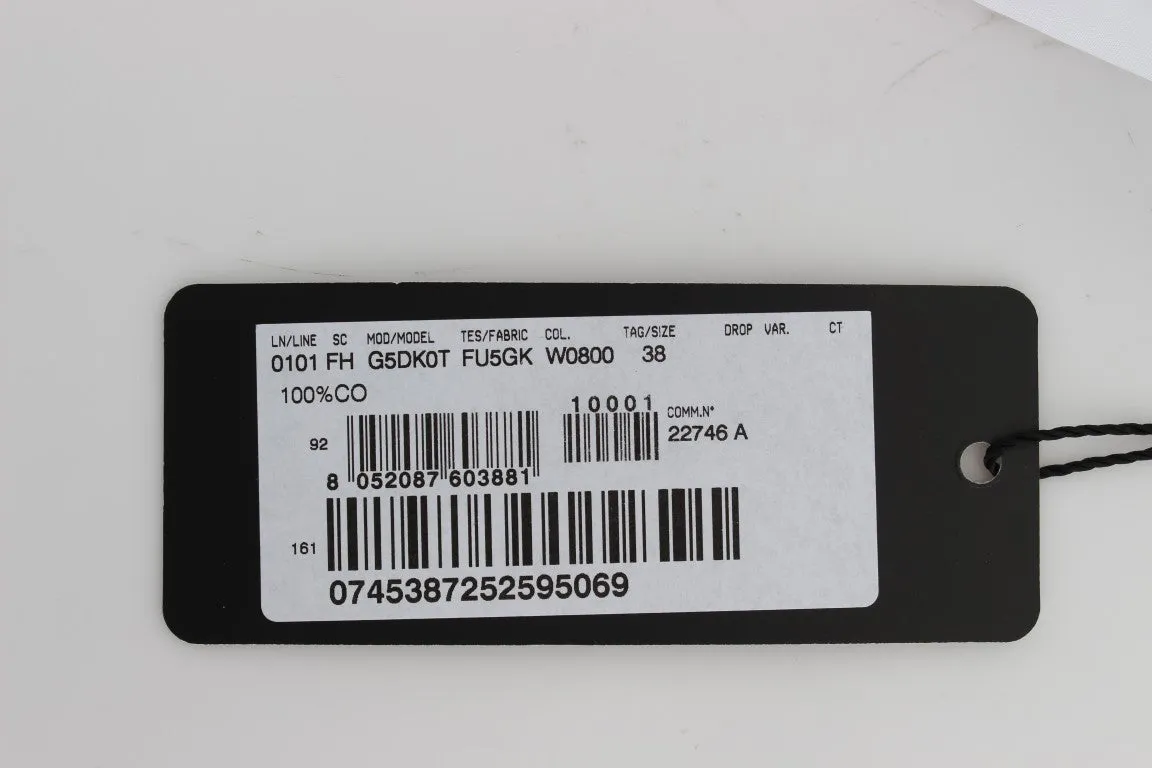 LN/LINE SC MOD/MODEL TES/FABRIC COL. TAG/SIZE DROP VAR. CT
0101 FH G5DK0T FU5GK W0800 38
100%CO
10001
COMM.N°
92
22746 A
8 052087 603881
161
0745387252595069